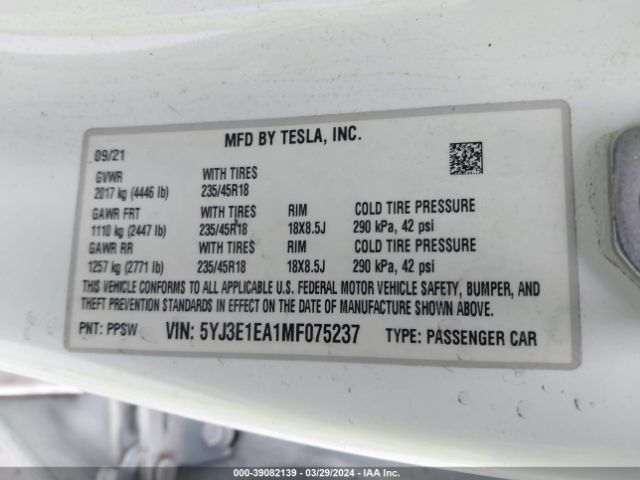 MFD BY TESLA, INC.
09/21
GVWR WITH TIRES
2017 kg (4446 lb) 235/45R18
GAWR FRT WITH TIRES RIM COLD TIRE PRESSURE
1110 kg (2447 lb) 235/45R18 18X8.5J 290 kPa, 42 psi
GAWR RR WITH TIRES RIM COLD TIRE PRESSURE
1257 kg (2771 lb) 235/45R18 18X8.5J 290 kPa, 42 psi
THIS VEHICLE CONFORMS TO ALL APPLICABLE U.S. FEDERAL MOTOR VEHICLE SAFETY, BUMPER, AND
THEFT PREVENTION STANDARDS IN EFFECT ON THE DATE OF MANUFACTURE SHOWN ABOVE.
PNT: PPSW VIN: 5YJ3E1EA1MF075237 TYPE: PASSENGER CAR
000-39082139 - 03/29/2024 - IAA Inc.